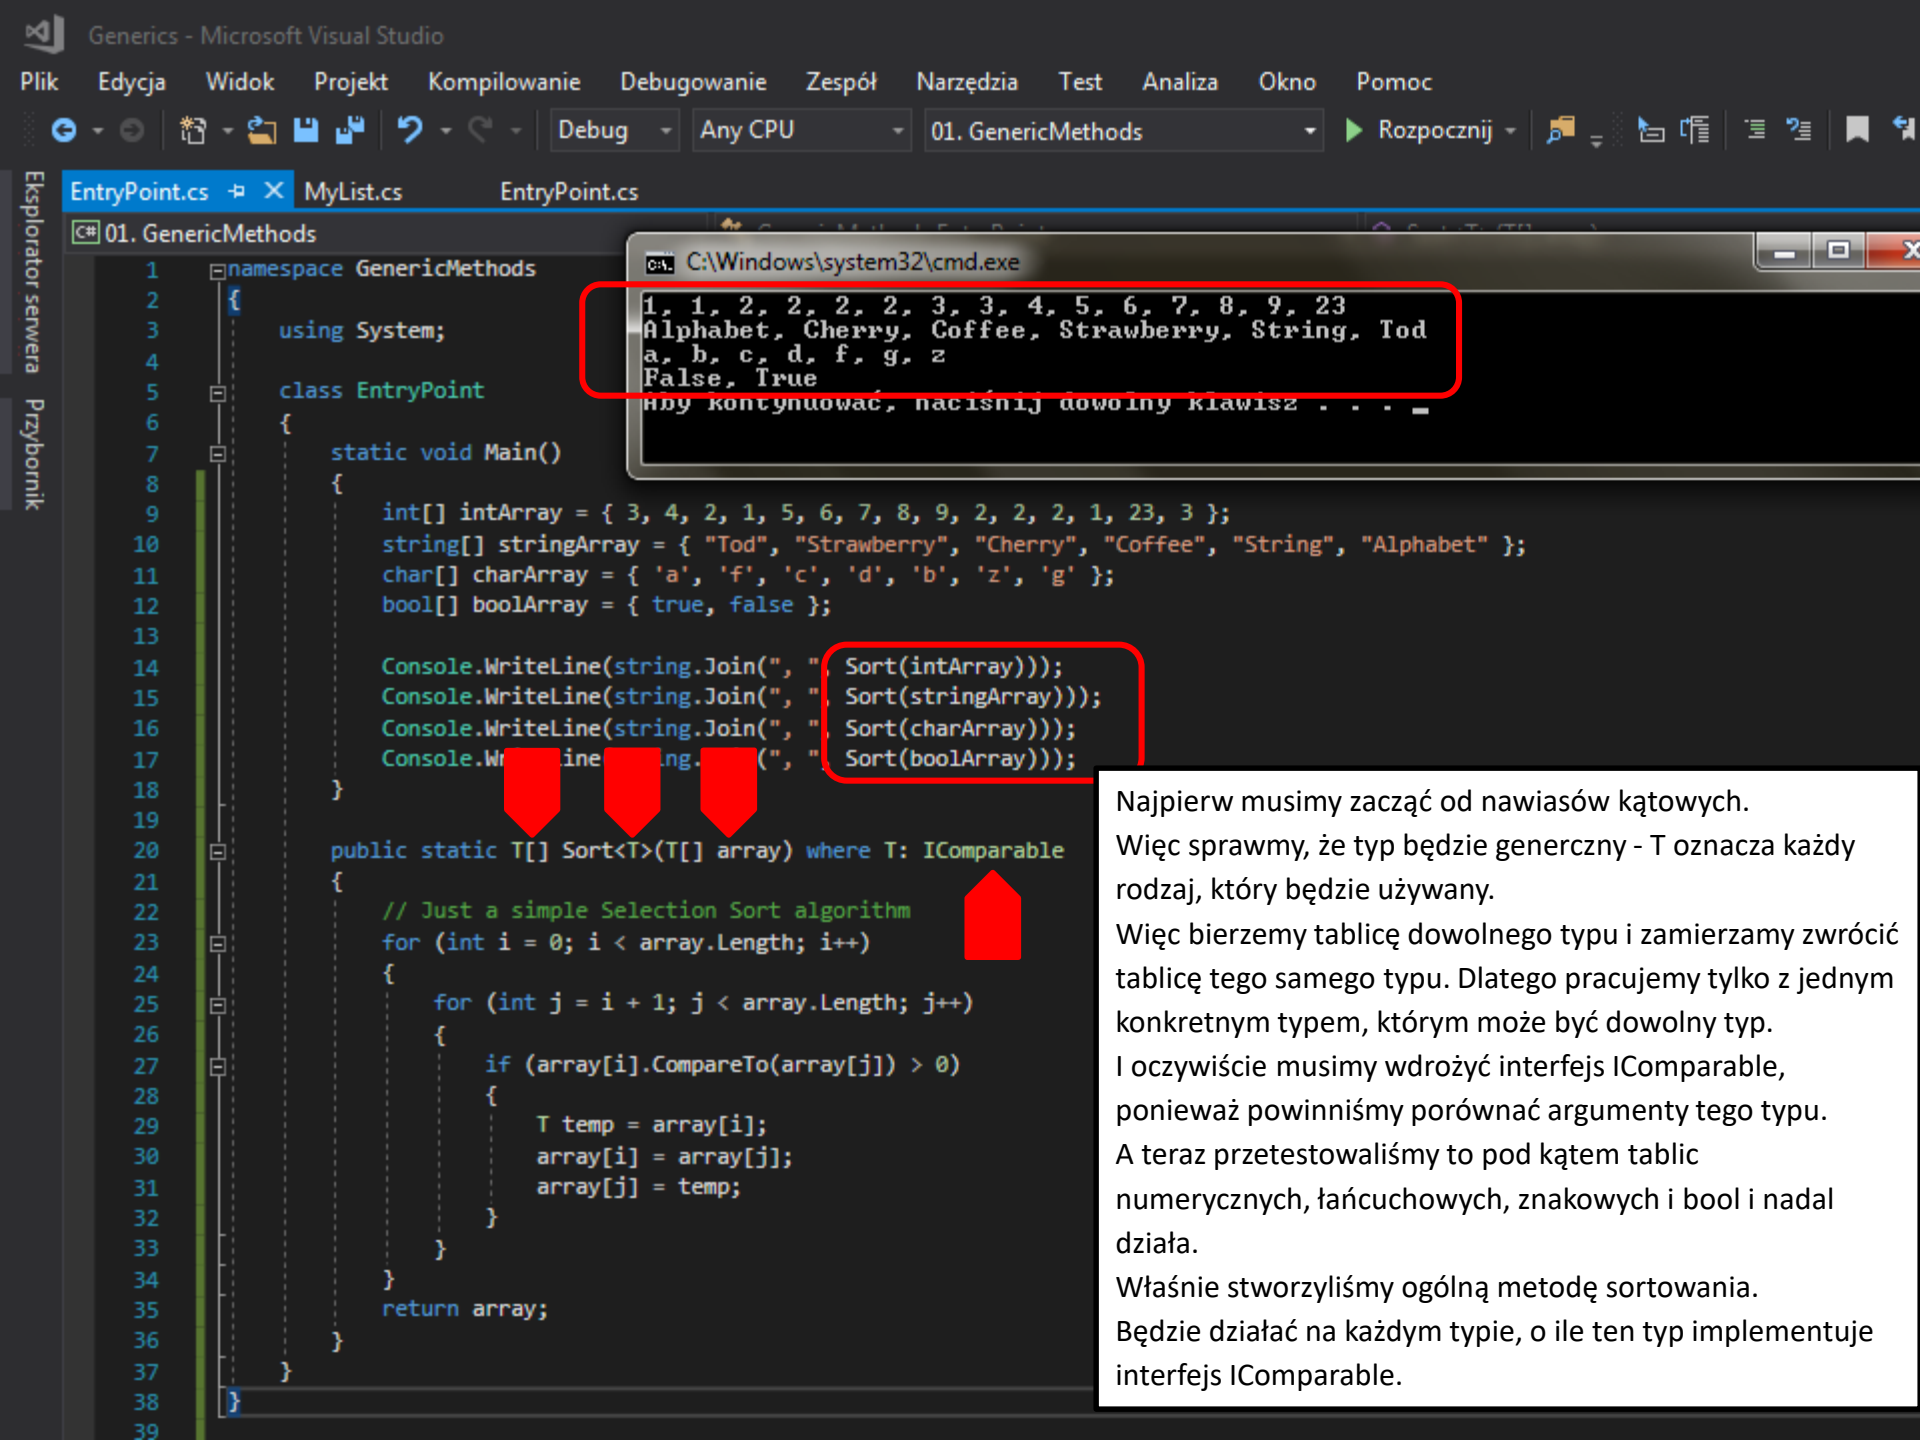 Generics - Microsoft Visual Studio
Plik Edycja Widok Projekt Kompilowanie Debugowanie Zespół Narzędzia Test Analiza Okno Pomoc
Debug Any CPU 01. GenericMethods Rozpocznij
Eksplorator serwera
Przybornik
EntryPoint.cs MyList.cs EntryPoint.cs
C# 01. GenericMethods
C:\Windows\system32\cmd.exe
1, 1, 2, 2, 2, 2, 3, 3, 4, 5, 6, 7, 8, 9, 23
Alphabet, Cherry, Coffee, Strawberry, String, Tod
a, b, c, d, f, g, z
False, True
Aby kontynuować, naciśnij dowolny klawisz . . . _
1 namespace GenericMethods
2 {
3 using System;
4
5 class EntryPoint
6 {
7 static void Main()
8 {
9 int[] intArray = { 3, 4, 2, 1, 5, 6, 7, 8, 9, 2, 2, 2, 1, 23, 3 };
10 string[] stringArray = { "Tod", "Strawberry", "Cherry", "Coffee", "String", "Alphabet" };
11 char[] charArray = { 'a', 'f', 'c', 'd', 'b', 'z', 'g' };
12 bool[] boolArray = { true, false };
13
14 Console.WriteLine(string.Join(", ", Sort(intArray)));
15 Console.WriteLine(string.Join(", ", Sort(stringArray)));
16 Console.WriteLine(string.Join(", ", Sort(charArray)));
17 Console.Wr ine( ng. (", ", Sort(boolArray)));
18 }
19
20 public static T[] Sort<T>(T[] array) where T: IComparable
21 {
22 // Just a simple Selection Sort algorithm
23 for (int i = 0; i < array.Length; i++)
24 {
25 for (int j = i + 1; j < array.Length; j++)
26 {
27 if (array[i].CompareTo(array[j]) > 0)
28 {
29 T temp = array[i];
30 array[i] = array[j];
31 array[j] = temp;
32 }
33 }
34 }
35 return array;
36 }
37 }
38 }
39
Najpierw musimy zacząć od nawiasów kątowych.
Więc sprawmy, że typ będzie generczny - T oznacza każdy
rodzaj, który będzie używany.
Więc bierzemy tablicę dowolnego typu i zamierzamy zwrócić
tablicę tego samego typu. Dlatego pracujemy tylko z jednym
konkretnym typem, którym może być dowolny typ.
I oczywiście musimy wdrożyć interfejs IComparable,
ponieważ powinniśmy porównać argumenty tego typu.
A teraz przetestowaliśmy to pod kątem tablic
numerycznych, łańcuchowych, znakowych i bool i nadal
działa.
Właśnie stworzyliśmy ogólną metodę sortowania.
Będzie działać na każdym typie, o ile ten typ implementuje
interfejs IComparable.